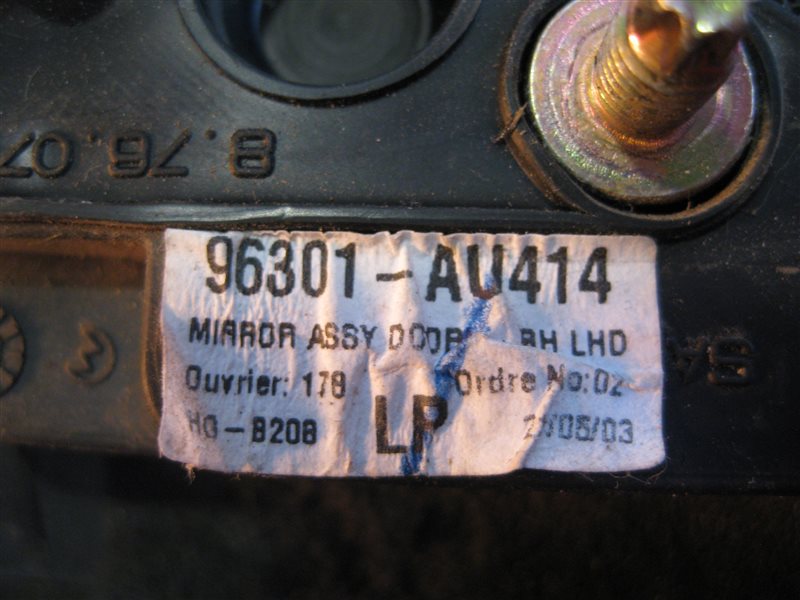 8.76.07
96301-AU414
MIRROR ASSY DOOR RH LHD
Ouvrier: 178 Ordre No:02
HG-B208 LP /05/03